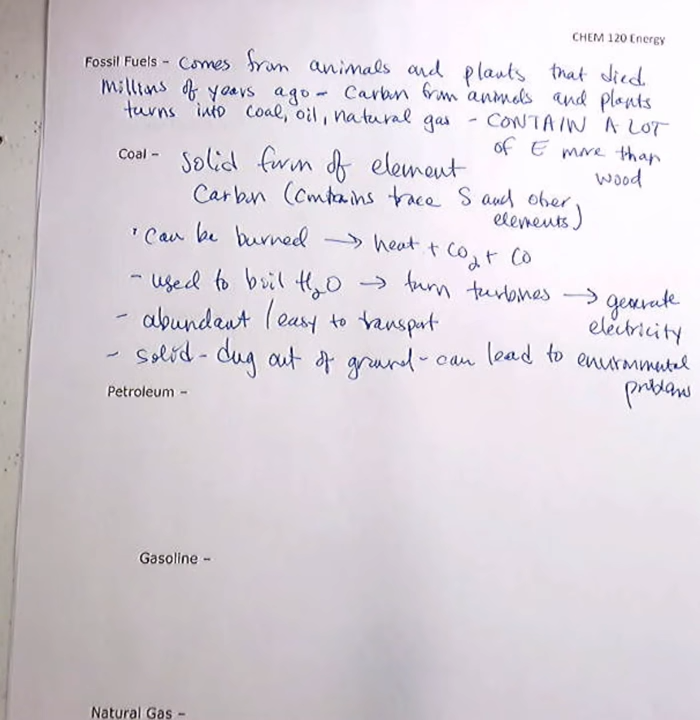 CHEM 120 Energy
Fossil Fuels - Comes from animals and plants that died
Millions of years ago - Carbon from animals and plants
turns into coal, oil, natural gas - CONTAIN A LOT
of E more than
wood
Coal - Solid form of element
Carbon (contains trace S and other
elements)
· can be burned → heat + CO2 + CO
- used to boil H2O → turn turbines → generate
electricity
- abundant / easy to transport
- solid - dug out of ground - can lead to environmental
problems
Petroleum -
Gasoline -
Natural Gas -